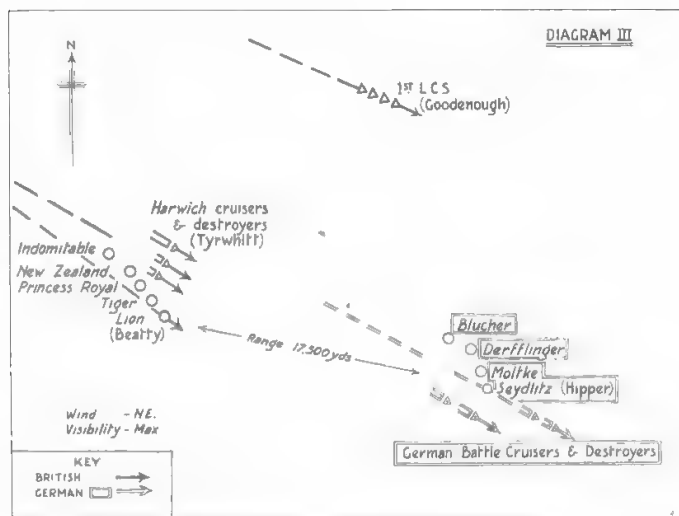 DIAGRAM III
N
1ST LCS
(Goodenough)
Harwich cruisers
& destroyers
(Tyrwhitt)
Indomitable
New Zealand
Princess Royal
Tiger
Lion
(Beatty)
Range 17,500 yds
Blucher
Derfflinger
Moltke
Seydlitz (Hipper)
Wind - NE.
Visibility - Max
German Battle Cruisers & Destroyers
KEY
BRITISH
GERMAN